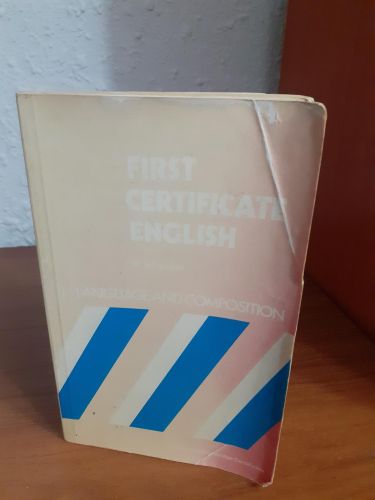 FIRST
CERTIFICATE
ENGLISH
LANGUAGE AND COMPOSITION